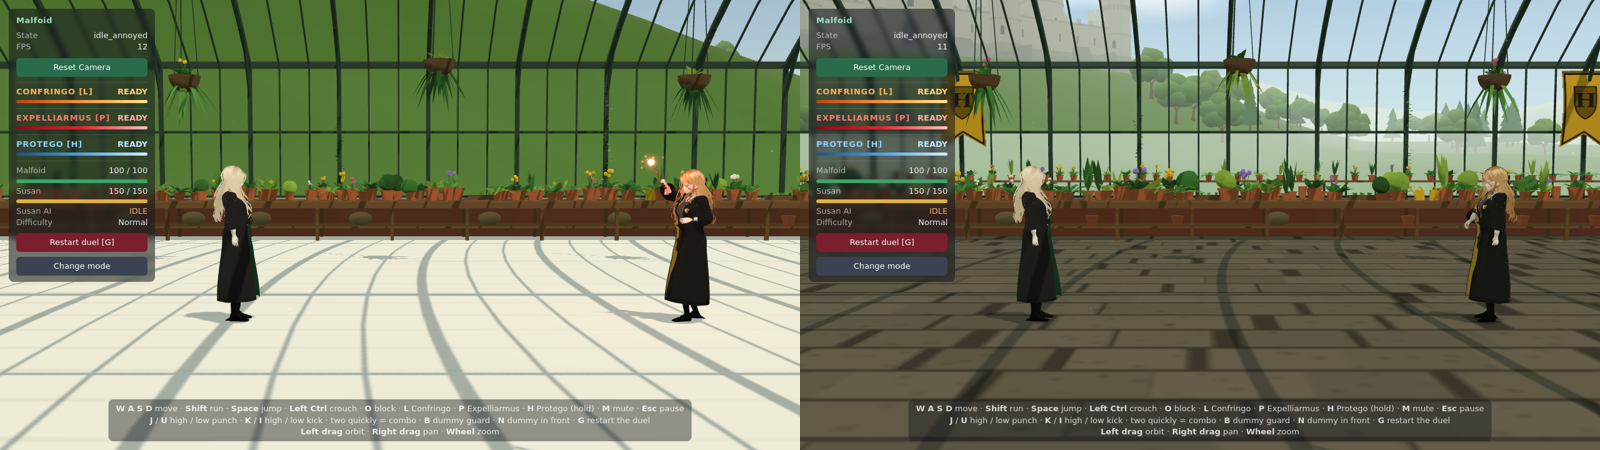 Malfoid
State idle_annoyed
FPS 12
Reset Camera
CONFRINGO [L] READY
EXPELLIARMUS [P] READY
PROTEGO [H] READY
Malfoid 100 / 100
Susan 150 / 150
Susan AI IDLE
Difficulty Normal
Restart duel [G]
Change mode
W A S D move · Shift run · Space jump · Left Ctrl crouch · O block · L Confringo · P Expelliarmus · H Protego (hold) · M mute · Esc pause
J / U high / low punch · K / I high / low kick · two quickly = combo · B dummy guard · N dummy in front · G restart the duel
Left drag orbit · Right drag pan · Wheel zoom
Malfoid
State idle_annoyed
FPS 11
Reset Camera
CONFRINGO [L] READY
EXPELLIARMUS [P] READY
PROTEGO [H] READY
Malfoid 100 / 100
Susan 150 / 150
Susan AI IDLE
Difficulty Normal
Restart duel [G]
Change mode
H
H
W A S D move · Shift run · Space jump · Left Ctrl crouch · O block · L Confringo · P Expelliarmus · H Protego (hold) · M mute · Esc pause
J / U high / low punch · K / I high / low kick · two quickly = combo · B dummy guard · N dummy in front · G restart the duel
Left drag orbit · Right drag pan · Wheel zoom